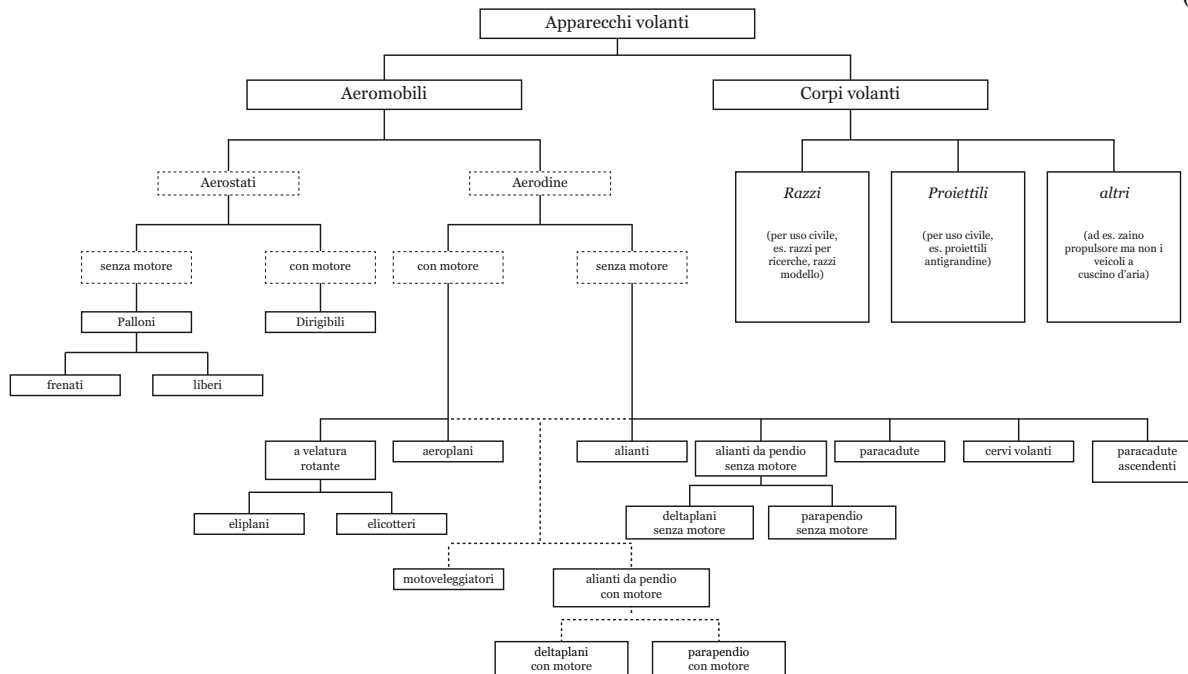 Apparecchi volanti
Aeromobili
Corpi volanti
Aerostati
Aerodine
Razzi
(per uso civile,
es. razzi per
ricerche, razzi
modello)
Proiettili
(per uso civile,
es. proiettili
antigrandine)
altri
(ad es. zaino
propulsore ma non i
veicoli a
cuscino d'aria)
senza motore
con motore
con motore
senza motore
Palloni
Dirigibili
frenati
liberi
a velatura
rotante
aeroplani
alianti
alianti da pendio
senza motore
paracadute
cervi volanti
paracadute
ascendenti
eliplani
elicotteri
deltaplani
senza motore
parapendio
senza motore
motoveleggiatori
alianti da pendio
con motore
deltaplani
con motore
parapendio
con motore